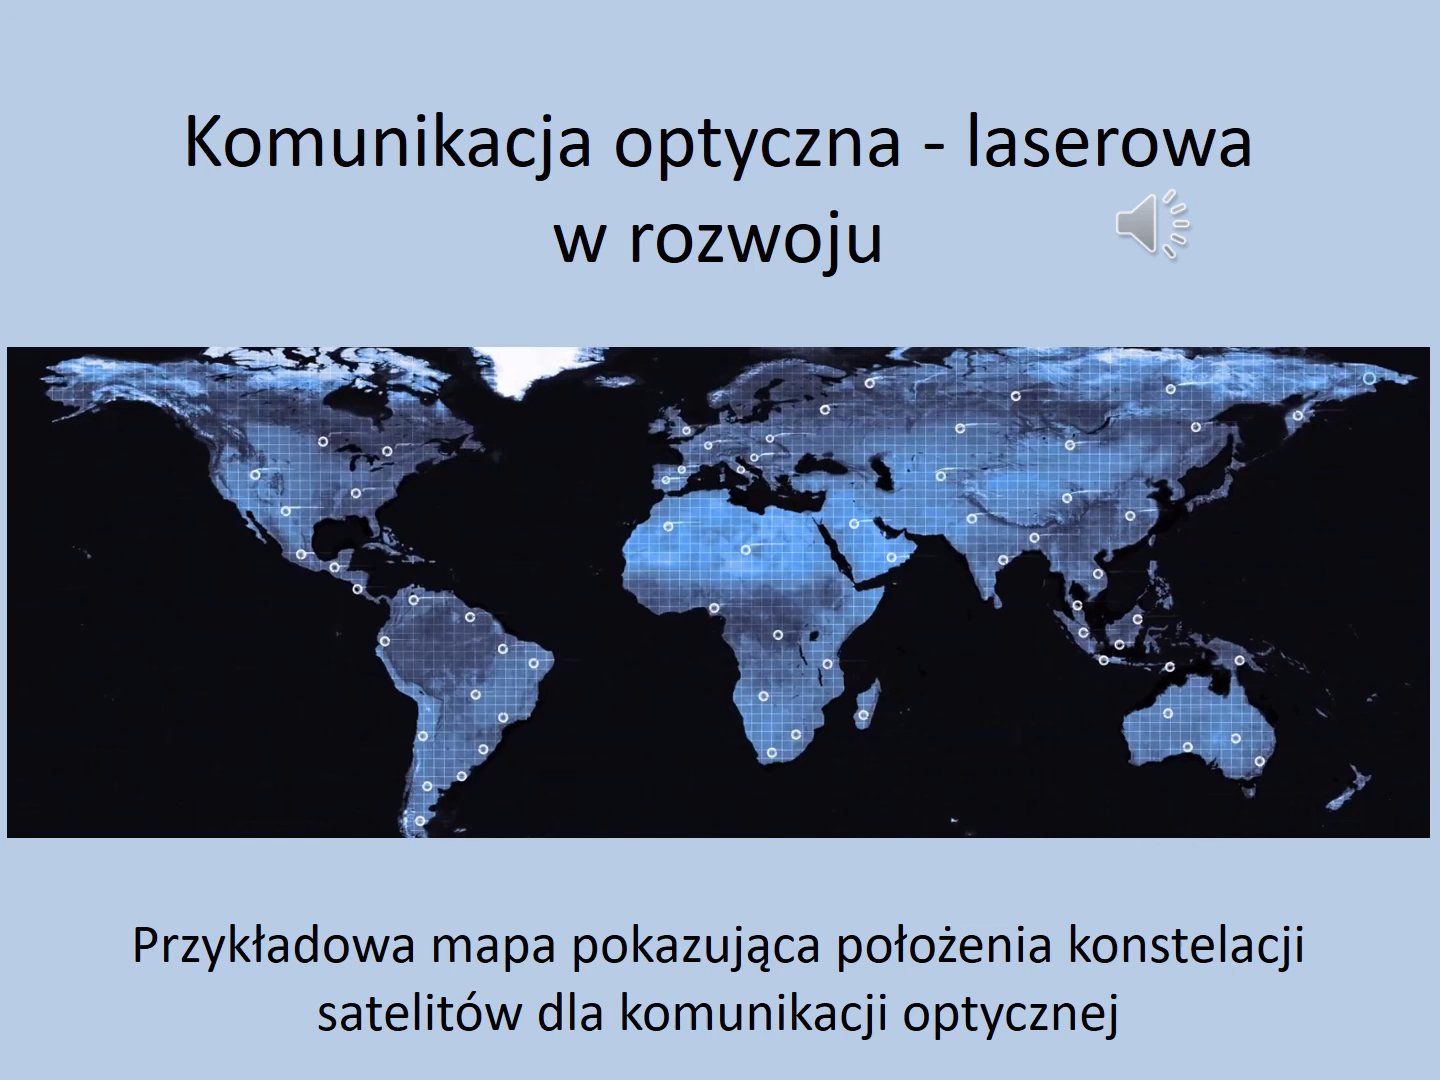 Komunikacja optyczna - laserowa
w rozwoju
Przykładowa mapa pokazująca położenia konstelacji
satelitów dla komunikacji optycznej